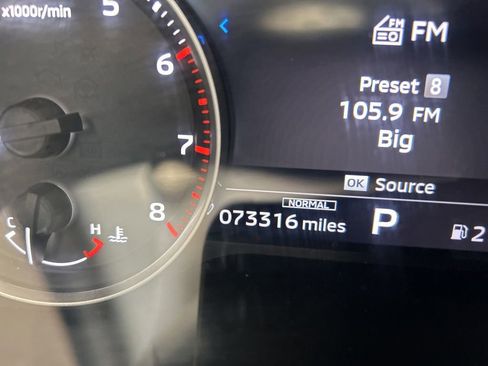 x1000r/min
5
6
7
8
C
H
FM
FM
Preset 8
105.9 FM
Big
OK Source
NORMAL
073316 miles
P
2